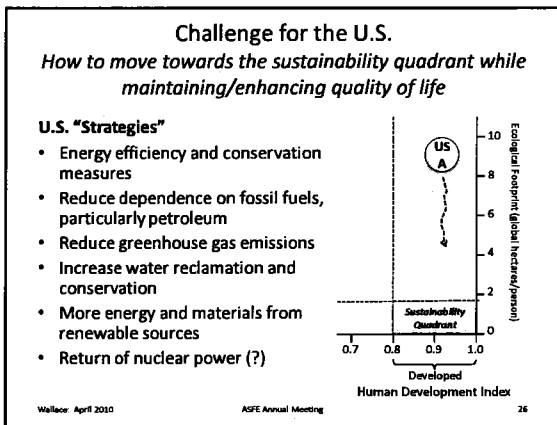 Challenge for the U.S.
How to move towards the sustainability quadrant while
maintaining/enhancing quality of life
U.S. "Strategies"
• Energy efficiency and conservation
measures
• Reduce dependence on fossil fuels,
particularly petroleum
• Reduce greenhouse gas emissions
• Increase water reclamation and
conservation
• More energy and materials from
renewable sources
• Return of nuclear power (?)
US
A
10
8
6
4
2
0
Ecological Footprint (global hectares/person)
Sustainability
Quadrant
0.7 0.8 0.9 1.0
Developed
Human Development Index
Wallace: April 2010 ASFE Annual Meeting 26